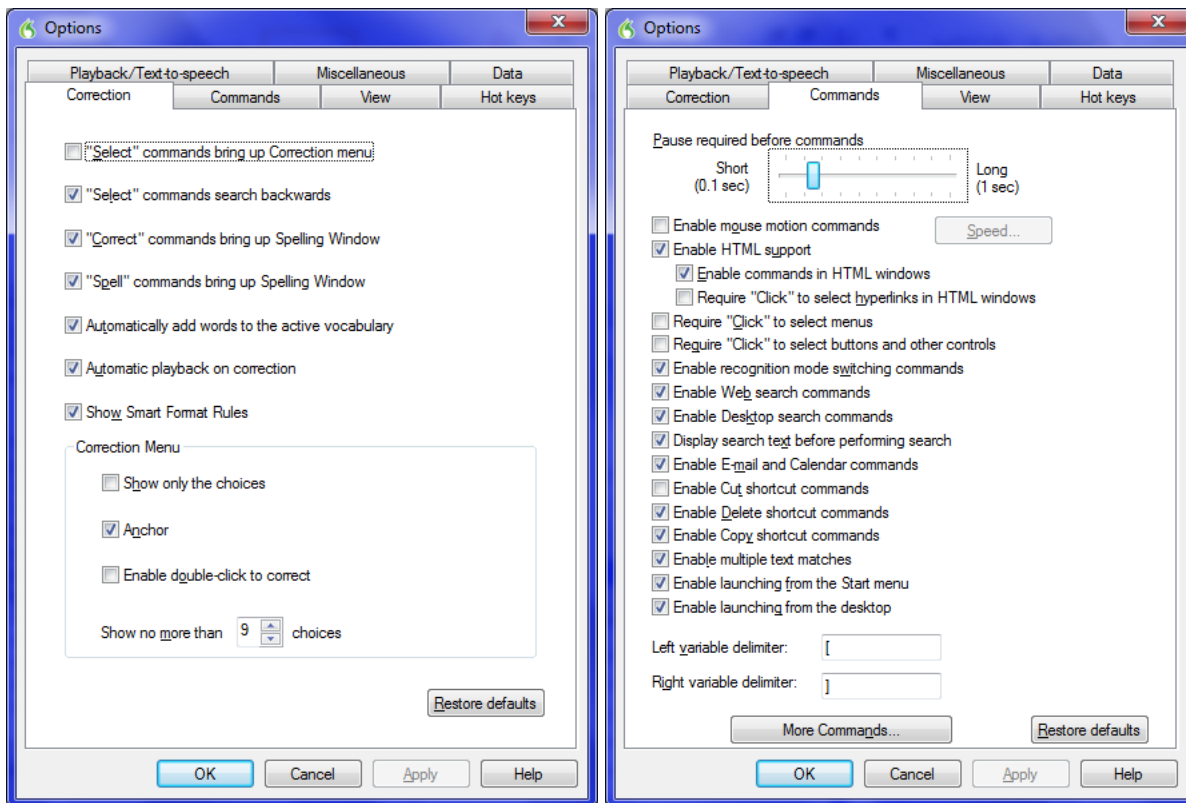 Options
Playback/Text-to-speech Miscellaneous Data
Correction Commands View Hot keys
"Select" commands bring up Correction menu
"Select" commands search backwards
"Correct" commands bring up Spelling Window
"Spell" commands bring up Spelling Window
Automatically add words to the active vocabulary
Automatic playback on correction
Show Smart Format Rules
Correction Menu
Show only the choices
Anchor
Enable double-click to correct
Show no more than 9 choices
Restore defaults
OK Cancel Apply Help
Options
Playback/Text-to-speech Miscellaneous Data
Correction Commands View Hot keys
Pause required before commands
Short Long
(0.1 sec) (1 sec)
Enable mouse motion commands Speed...
Enable HTML support
Enable commands in HTML windows
Require "Click" to select hyperlinks in HTML windows
Require "Click" to select menus
Require "Click" to select buttons and other controls
Enable recognition mode switching commands
Enable Web search commands
Enable Desktop search commands
Display search text before performing search
Enable E-mail and Calendar commands
Enable Cut shortcut commands
Enable Delete shortcut commands
Enable Copy shortcut commands
Enable multiple text matches
Enable launching from the Start menu
Enable launching from the desktop
Left variable delimiter: [
Right variable delimiter: ]
More Commands... Restore defaults
OK Cancel Apply Help